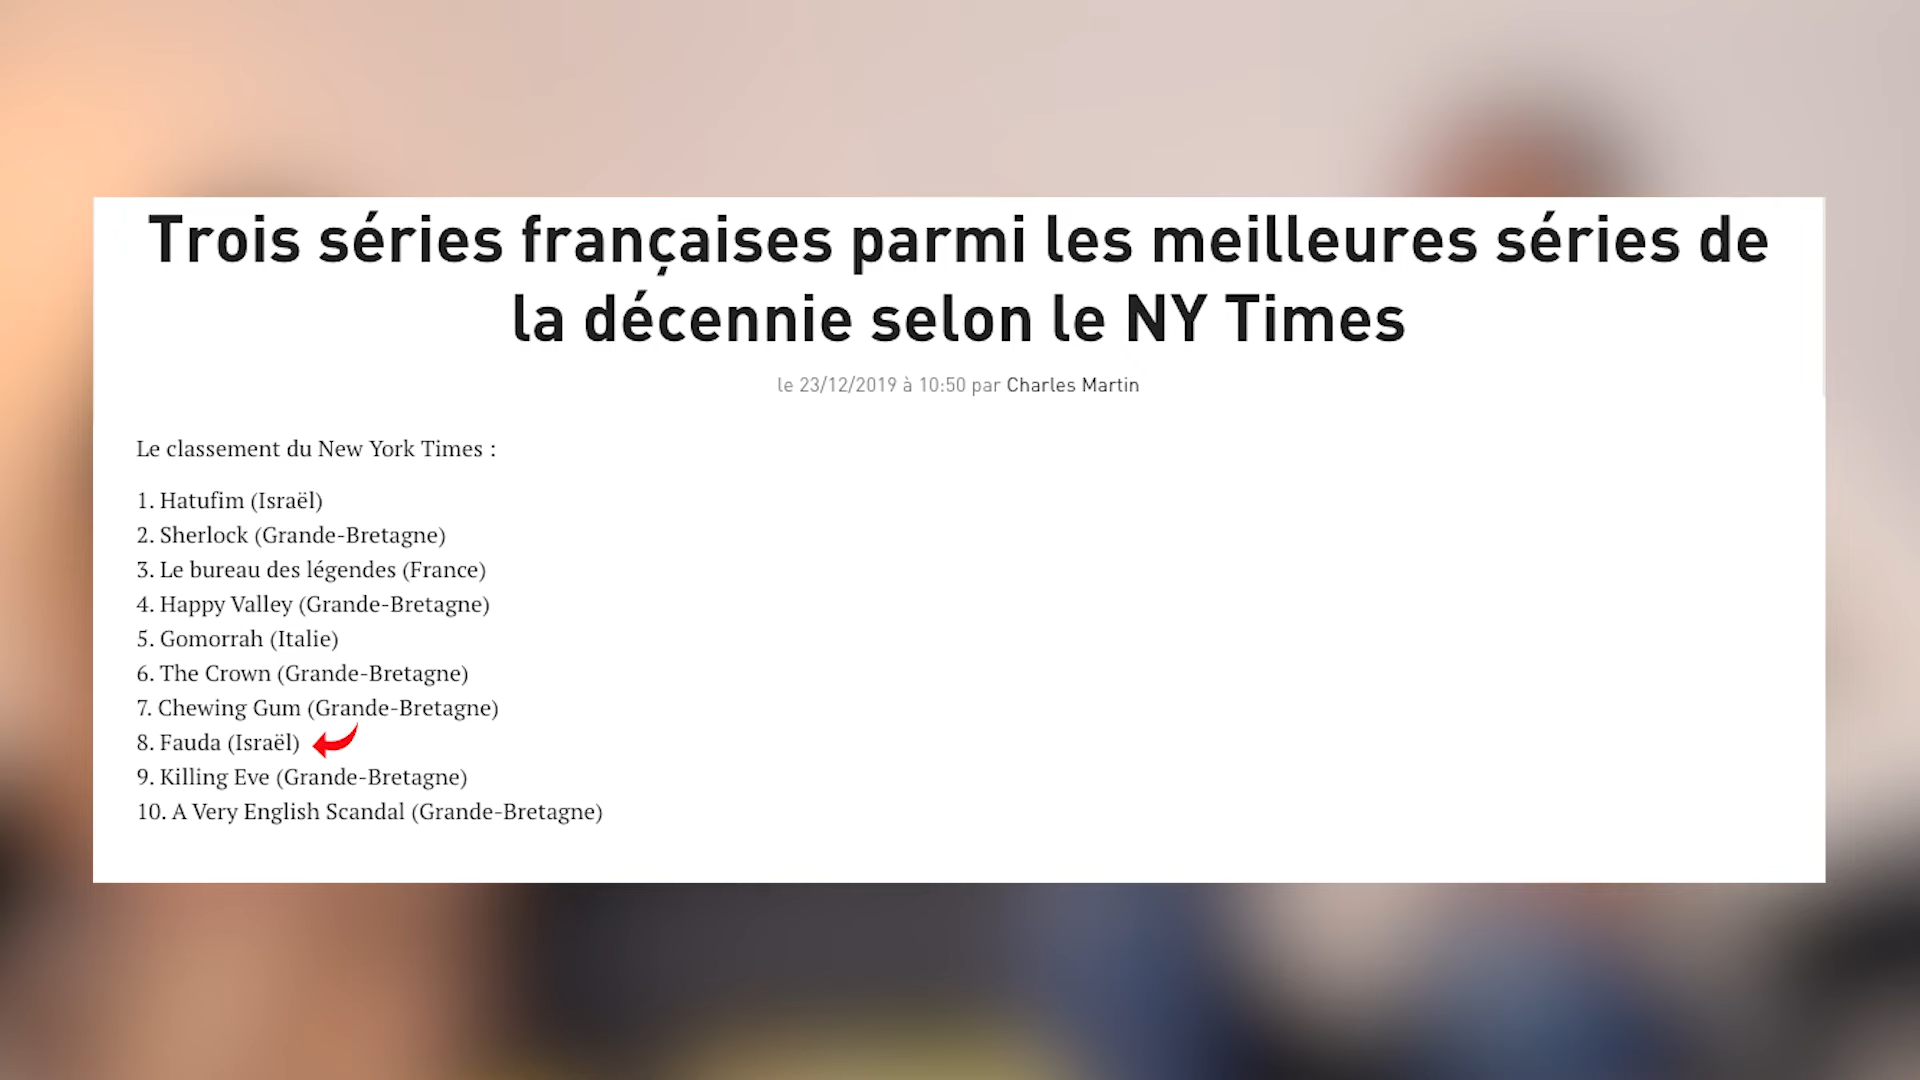 Trois séries françaises parmi les meilleures séries de
la décennie selon le NY Times
le 23/12/2019 à 10:50 par Charles Martin
Le classement du New York Times :
1. Hatufim (Israël)
2. Sherlock (Grande-Bretagne)
3. Le bureau des légendes (France)
4. Happy Valley (Grande-Bretagne)
5. Gomorrah (Italie)
6. The Crown (Grande-Bretagne)
7. Chewing Gum (Grande-Bretagne)
8. Fauda (Israël)
9. Killing Eve (Grande-Bretagne)
10. A Very English Scandal (Grande-Bretagne)